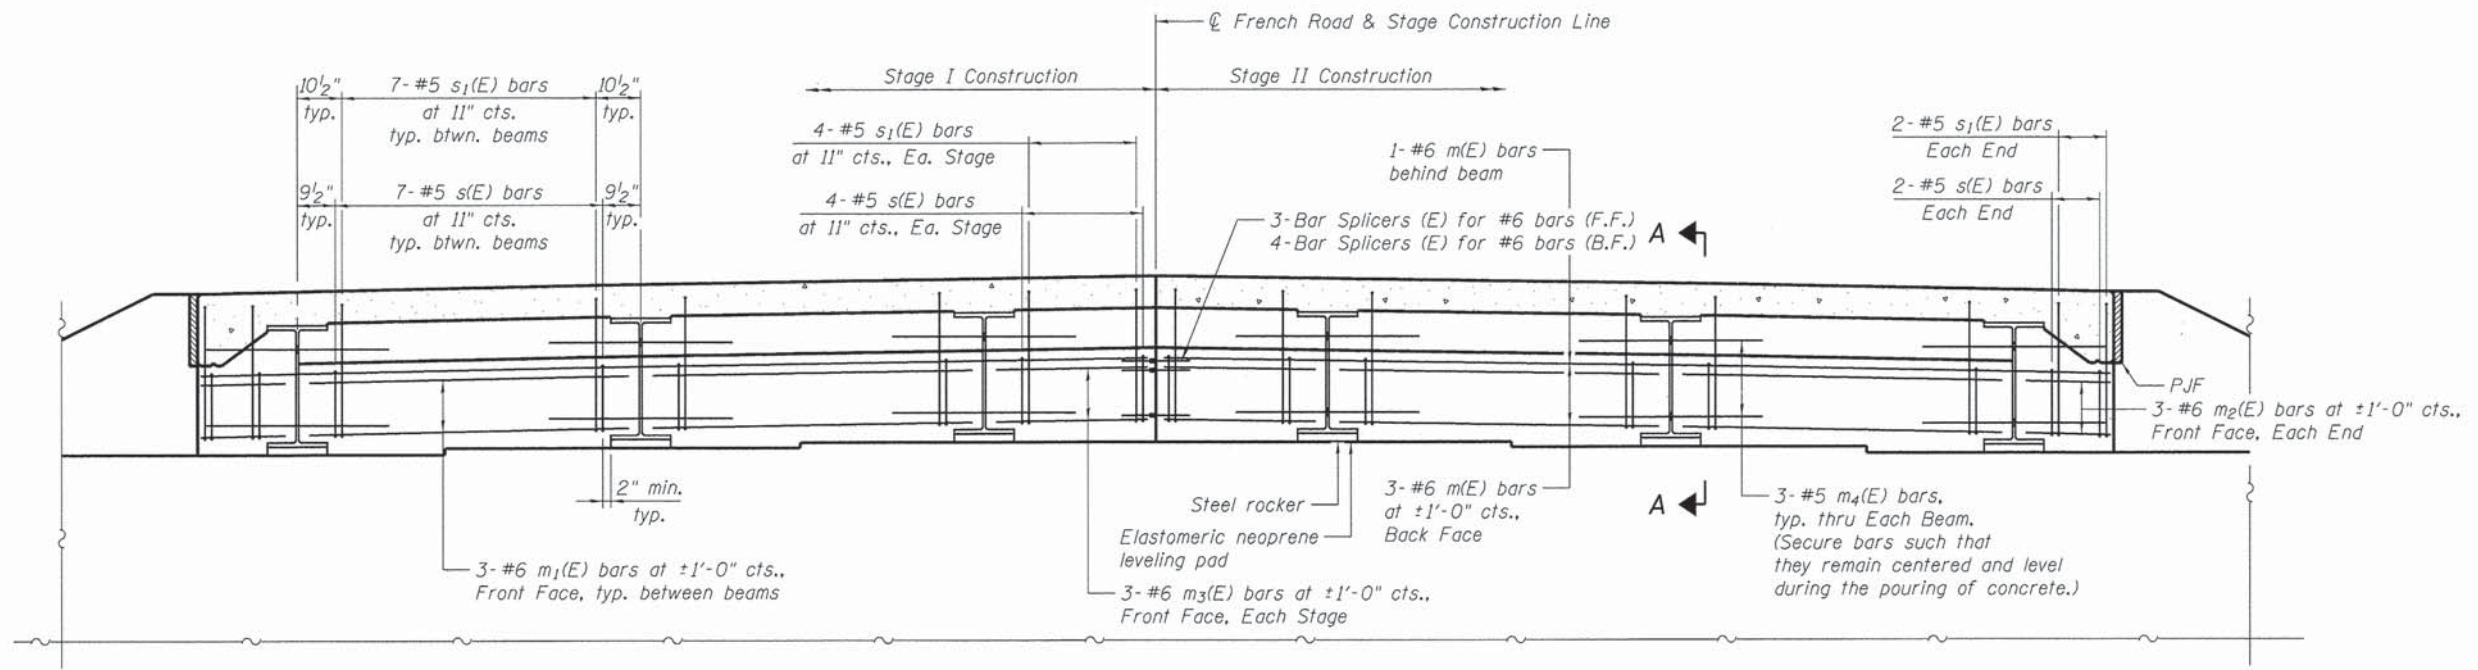 ℄ French Road & Stage Construction Line
Stage I Construction
Stage II Construction
10½"
typ.
7-#5 s₁(E) bars
at 11" cts.
typ. btwn. beams
10½"
typ.
9½"
typ.
7-#5 s(E) bars
at 11" cts.
typ. btwn. beams
9½"
typ.
4-#5 s₁(E) bars
at 11" cts., Ea. Stage
4-#5 s(E) bars
at 11" cts., Ea. Stage
1-#6 m(E) bars
behind beam
3-Bar Splicers (E) for #6 bars (F.F.)
4-Bar Splicers (E) for #6 bars (B.F.)
A
2-#5 s₁(E) bars
Each End
2-#5 s(E) bars
Each End
PJF
3-#6 m₂(E) bars at ±1'-0" cts.,
Front Face, Each End
2" min.
typ.
3-#6 m₁(E) bars at ±1'-0" cts.,
Front Face, typ. between beams
Steel rocker
Elastomeric neoprene
leveling pad
3-#6 m₃(E) bars at ±1'-0" cts.,
Front Face, Each Stage
3-#6 m(E) bars
at ±1'-0" cts.,
Back Face
A
3-#5 m₄(E) bars,
typ. thru Each Beam.
(Secure bars such that
they remain centered and level
during the pouring of concrete.)